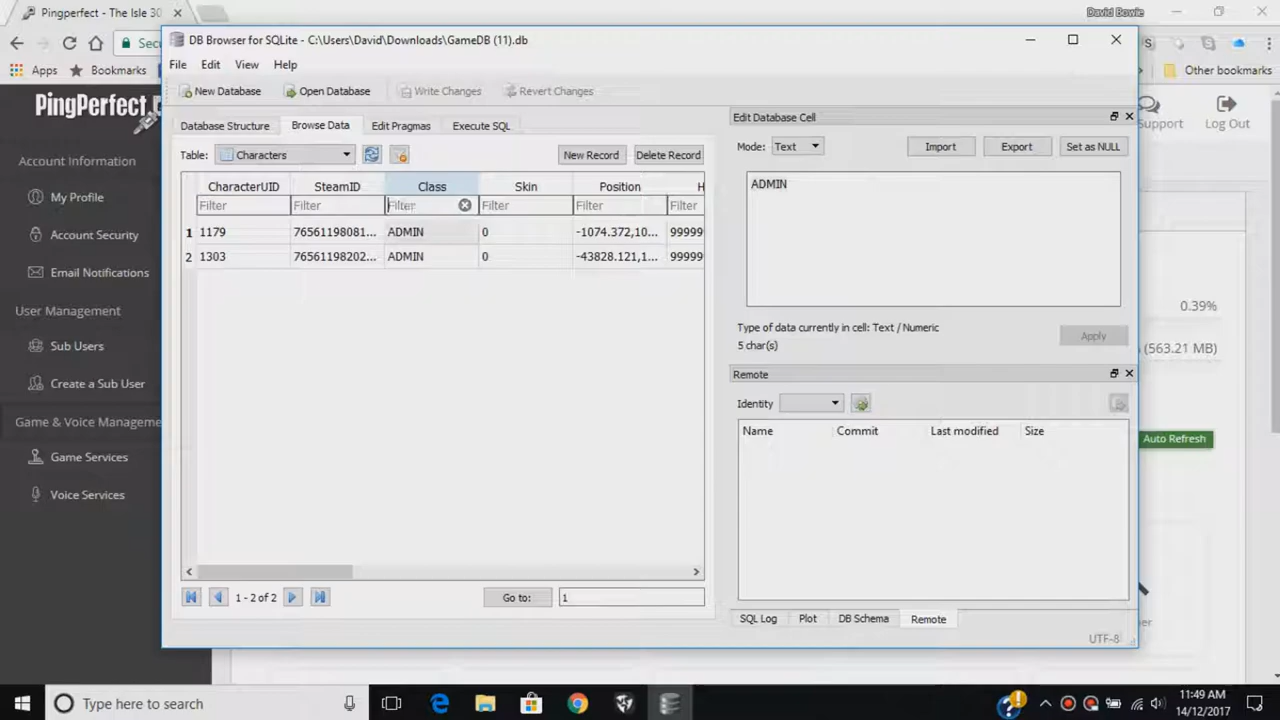 Pingperfect - The Isle 30
David Bowie
DB Browser for SQLite - C:\Users\David\Downloads\GameDB (11).db
Secu
File Edit View Help
Apps Bookmarks Other bookmarks
New Database Open Database Write Changes Revert Changes
PingPerfect
Database Structure Browse Data Edit Pragmas Execute SQL
Edit Database Cell
Support Log Out
Table: Characters New Record Delete Record
Mode: Text Import Export Set as NULL
Account Information
CharacterUID SteamID Class Skin Position H
ADMIN
My Profile
Filter Filter Filter Filter Filter Filter
1 1179 76561198081... ADMIN 0 -1074.372,10... 99999
Account Security
2 1303 76561198202... ADMIN 0 -43828.121,1... 99999
Email Notifications
User Management
0.39%
Type of data currently in cell: Text / Numeric
Apply
5 char(s)
Sub Users
(563.21 MB)
Remote
Create a Sub User
Identity
Game & Voice Manageme
Name Commit Last modified Size
Auto Refresh
Game Services
Voice Services
1 - 2 of 2 Go to: 1
SQL Log Plot DB Schema Remote
UTF-8
Type here to search
11:49 AM
14/12/2017